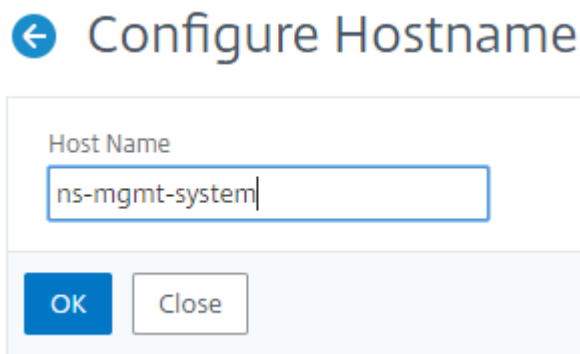 Configure Hostname
Host Name
ns-mgmt-system
OK
Close